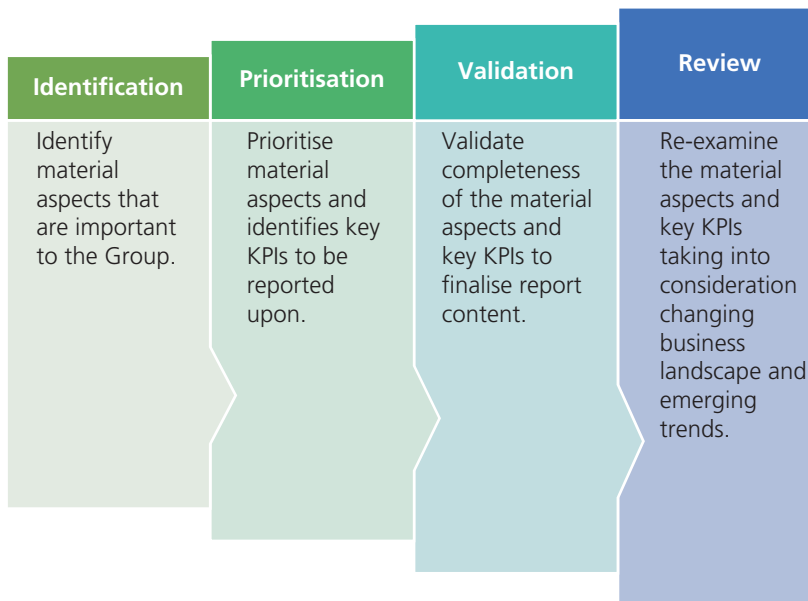 Identification
Identify
material
aspects that
are important
to the Group.
Prioritisation
Prioritise
material
aspects and
identifies key
KPIs to be
reported
upon.
Validation
Validate
completeness
of the material
aspects and
key KPIs to
finalise report
content.
Review
Re-examine
the material
aspects and
key KPIs
taking into
consideration
changing
business
landscape and
emerging
trends.